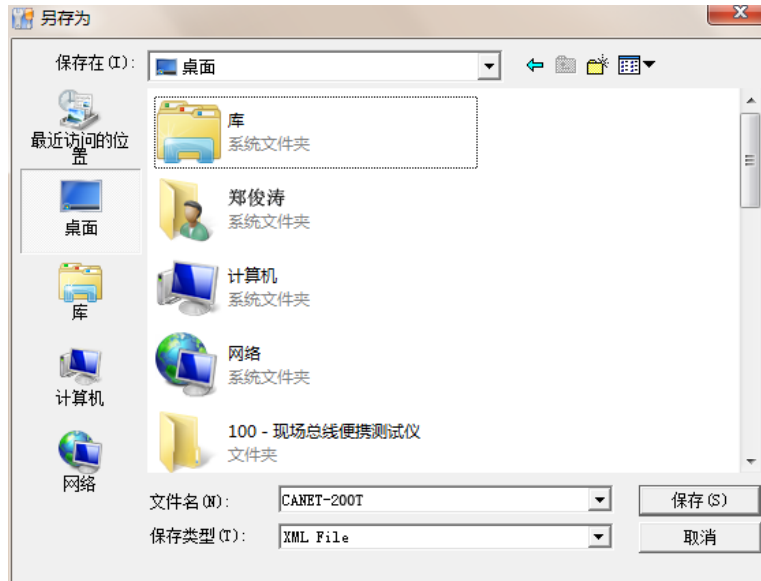 另存为
保存在(I):
桌面
最近访问的位
置
桌面
库
计算机
网络
库
系统文件夹
郑俊涛
系统文件夹
计算机
系统文件夹
网络
系统文件夹
100 - 现场总线便携测试仪
文件夹
文件名(N):
CANET-200T
保存(S)
保存类型(T):
XML File
取消